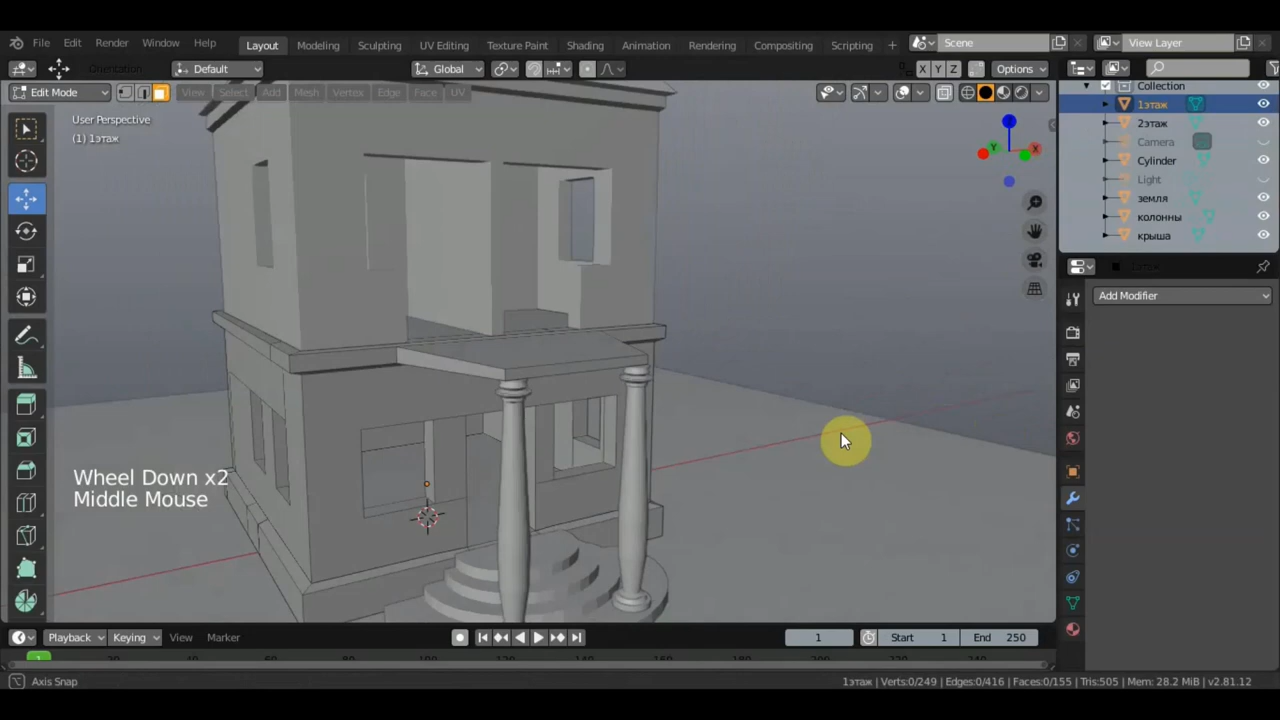 File Edit Render Window Help Layout Modeling Sculpting UV Editing Texture Paint Shading Animation Rendering Compositing Scripting + Scene View Layer
Orientation Default Global X Y Z Options
Edit Mode View Select Add Mesh Vertex Edge Face UV
User Perspective
(1) 1этаж
Collection
1этаж
2этаж
Camera
Cylinder
Light
земля
колонны
крыша
Z Y X
Add Modifier
Wheel Down x2
Middle Mouse
Playback Keying View Marker 1 Start 1 End 250
1
Axis Snap 1этаж | Verts:0/249 | Edges:0/416 | Faces:0/155 | Tris:505 | Mem: 28.2 MiB | v2.81.12